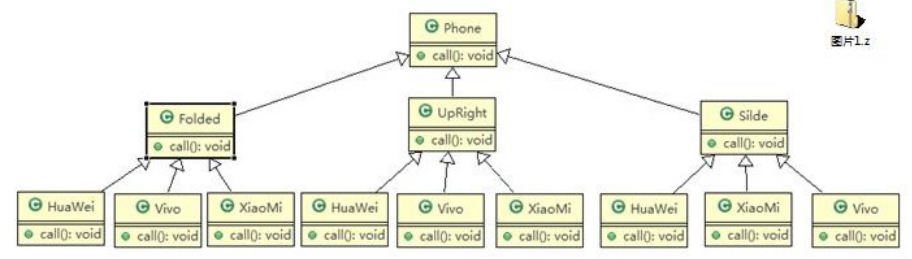 Phone
call(): void
图片1.z
Folded
call(): void
UpRight
call(): void
Silde
call(): void
HuaWei
call(): void
Vivo
call(): void
XiaoMi
call(): void
HuaWei
call(): void
Vivo
call(): void
XiaoMi
call(): void
HuaWei
call(): void
XiaoMi
call(): void
Vivo
call(): void